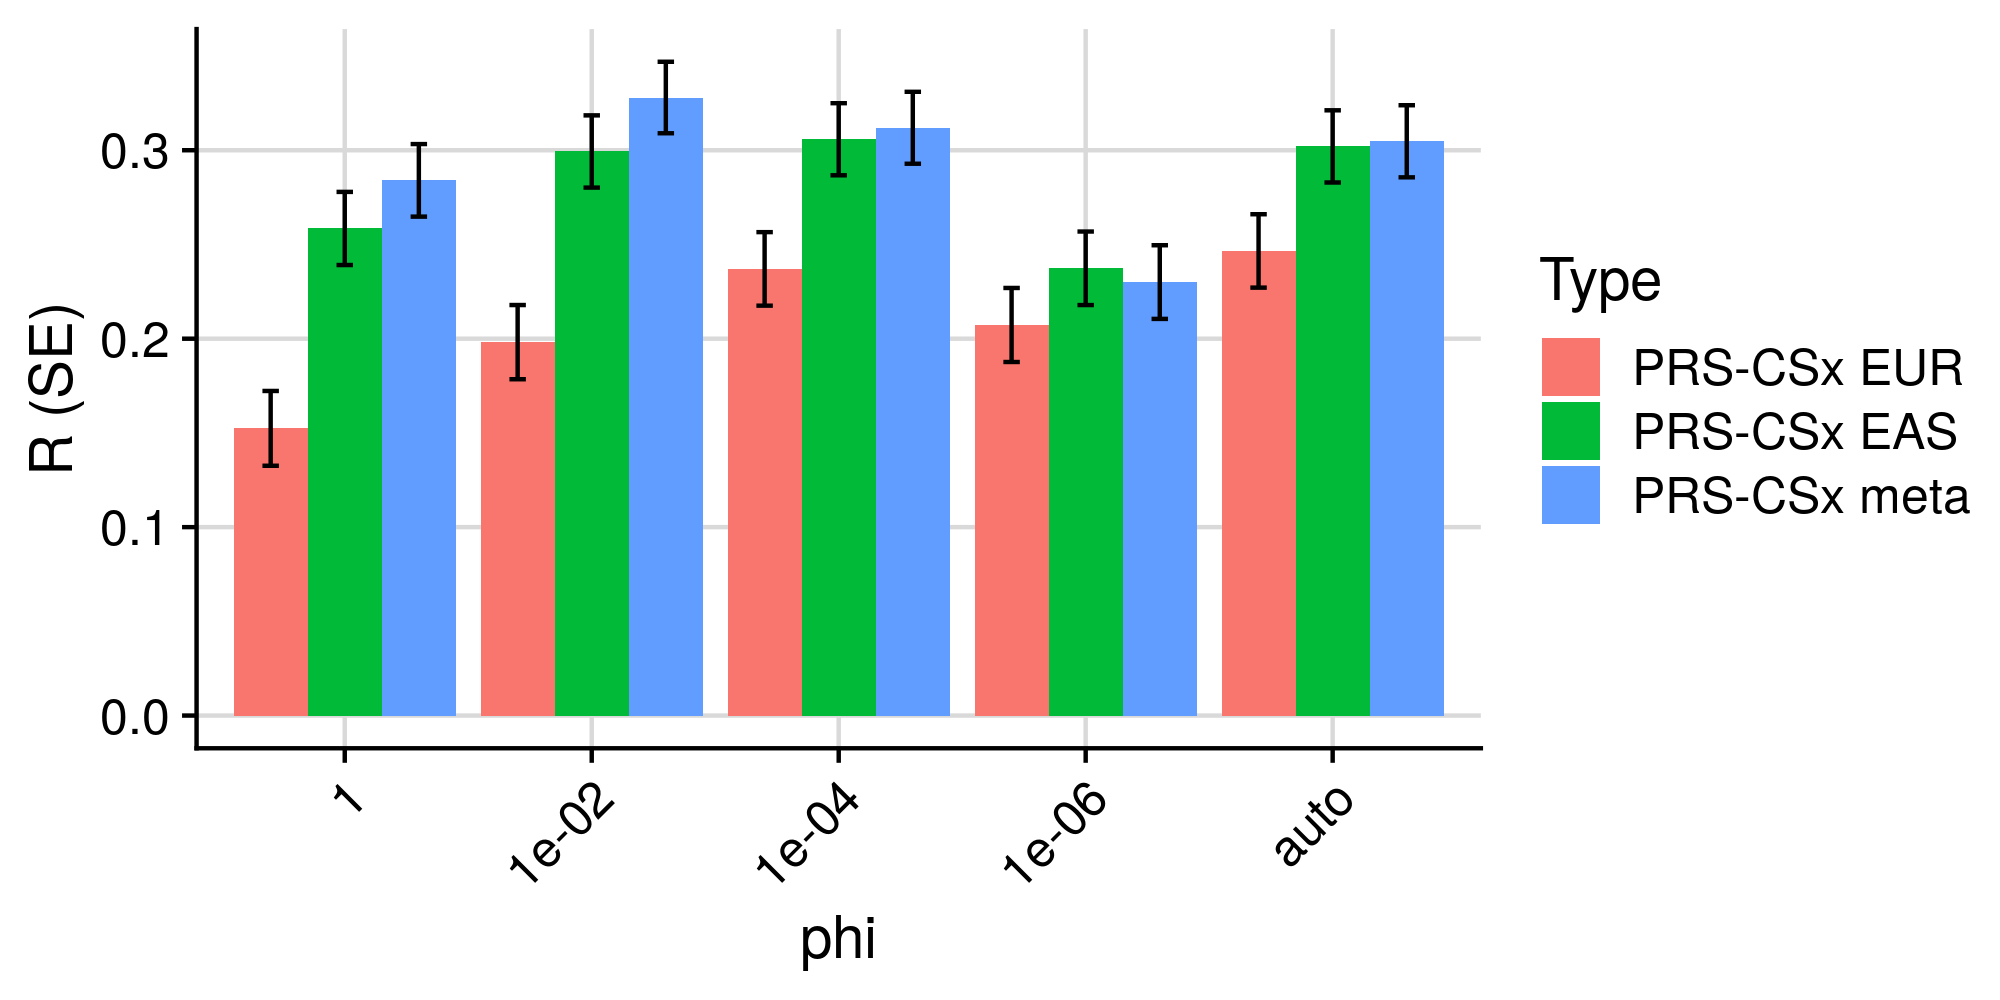 R (SE)
0.3
0.2
0.1
0.0
1
1e-02
1e-04
1e-06
auto
phi
Type
PRS-CSx EUR
PRS-CSx EAS
PRS-CSx meta